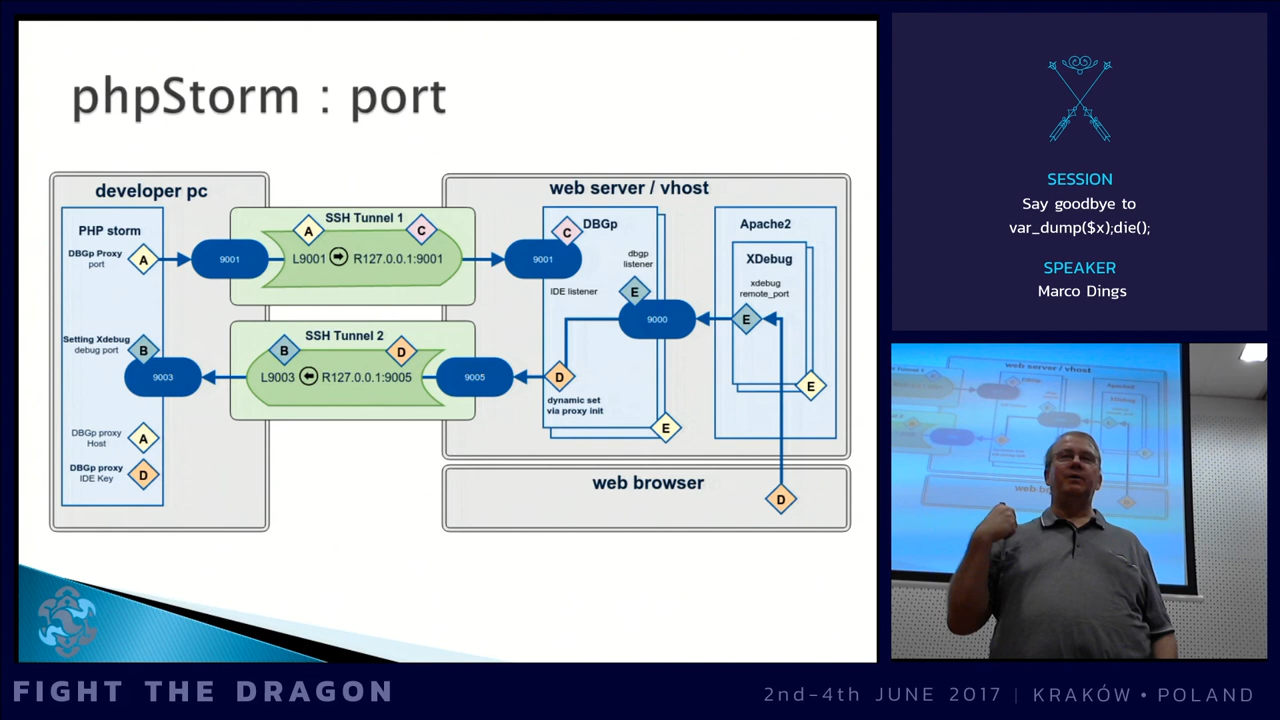 phpStorm : port
developer pc
PHP storm
DBGp Proxy
port
A
Setting Xdebug
debug port
B
9003
DBGp proxy
Host
A
DBGp proxy
IDE Key
D
9001
SSH Tunnel 1
A
C
L9001
R127.0.0.1:9001
SSH Tunnel 2
B
D
L9003
R127.0.0.1:9005
9005
web server / vhost
C
DBGp
9001
dbgp
listener
IDE listener
E
9000
D
dynamic set
via proxy init
E
Apache2
XDebug
xdebug
remote_port
E
E
web browser
D
SESSION
Say goodbye to
var_dump($x);die();
SPEAKER
Marco Dings
web server / vhost
Apache2
FIGHT THE DRAGON
2nd-4th JUNE 2017 | KRAKÓW • POLAND